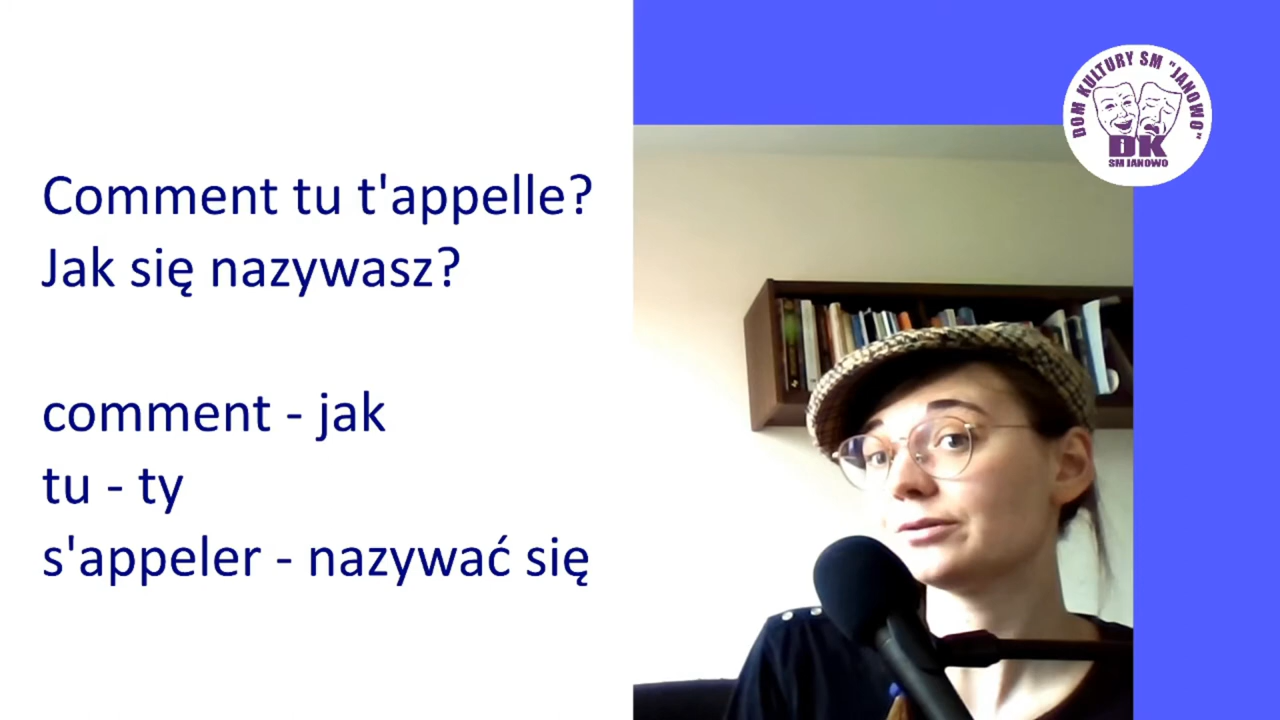 Comment tu t'appelle?
Jak się nazywasz?
comment - jak
tu - ty
s'appeler - nazywać się
DOM KULTURY SM "JANOWO"
DK
SM JANOWO